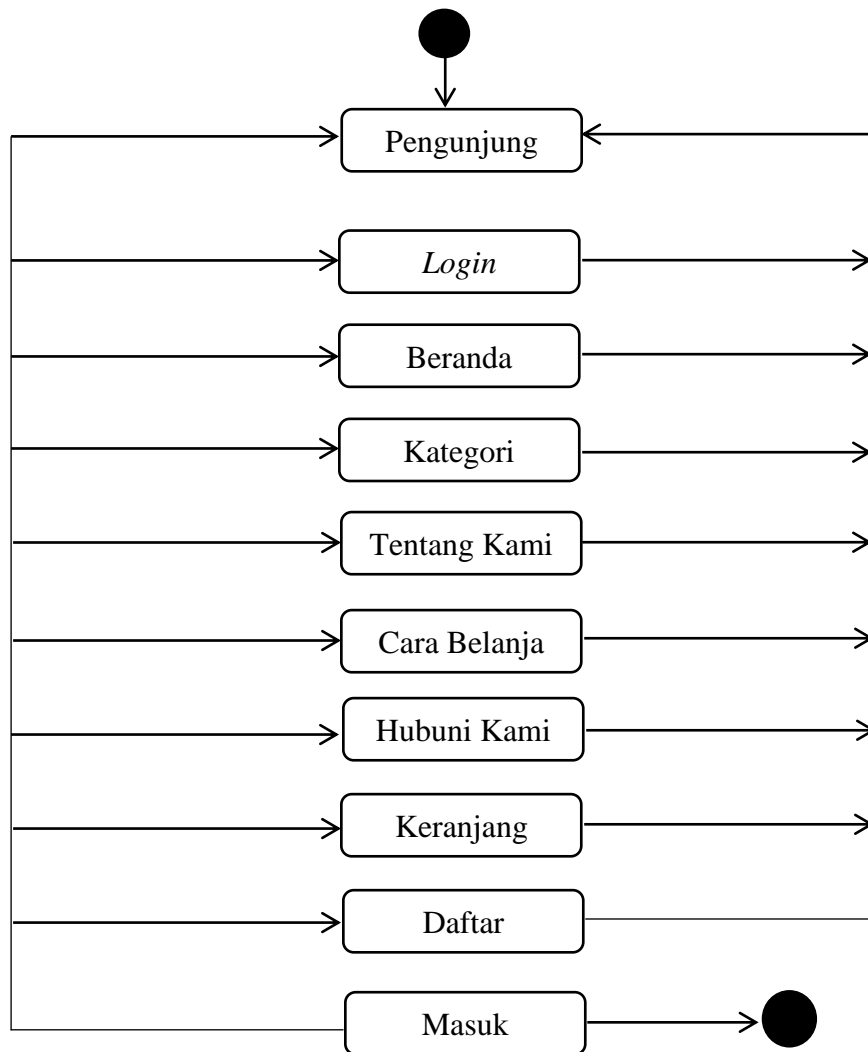 Pengunjung
Login
Beranda
Kategori
Tentang Kami
Cara Belanja
Hubuni Kami
Keranjang
Daftar
Masuk